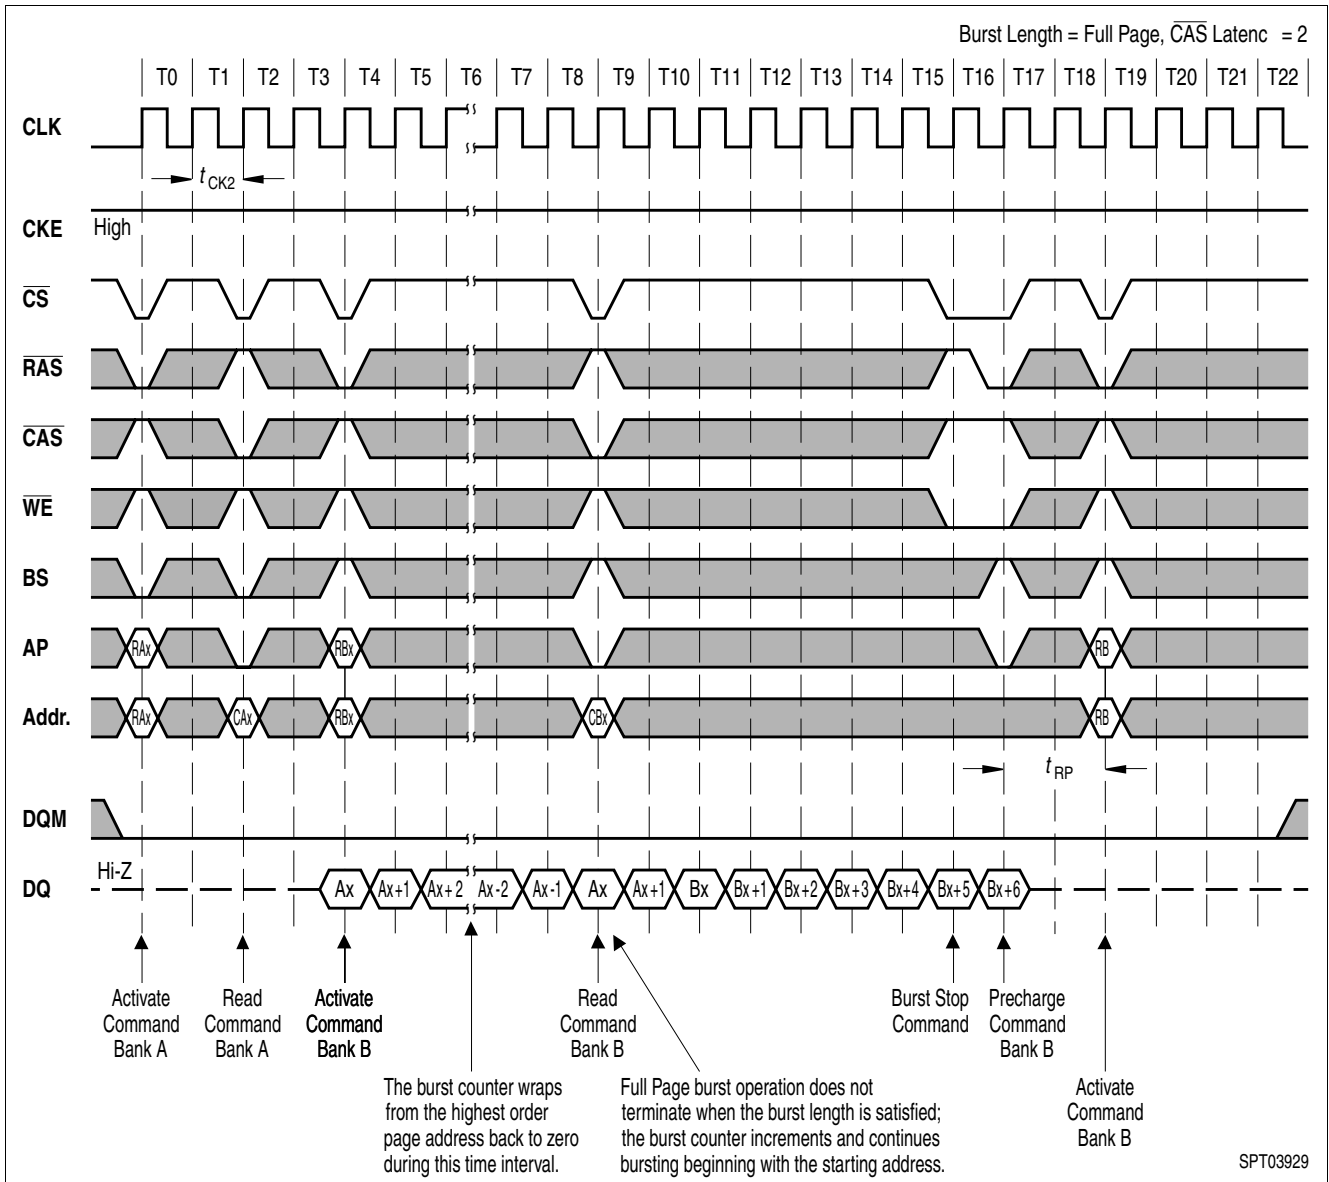 Burst Length = Full Page, CAS Latenc = 2
T0 T1 T2 T3 T4 T5 T6 T7 T8 T9 T10 T11 T12 T13 T14 T15 T16 T17 T18 T19 T20 T21 T22
CLK
t CK2
CKE High
CS
RAS
CAS
WE
BS
AP RAx RBx RB
Addr. RAx CAx RBx CBx RB
t RP
DQM
Hi-Z
DQ Ax Ax+1 Ax+2 Ax-2 Ax-1 Ax Ax+1 Bx Bx+1 Bx+2 Bx+3 Bx+4 Bx+5 Bx+6
Activate
Command
Bank A
Read
Command
Bank A
Activate
Command
Bank B
Read
Command
Bank B
Burst Stop
Command
Precharge
Command
Bank B
The burst counter wraps
from the highest order
page address back to zero
during this time interval.
Full Page burst operation does not
terminate when the burst length is satisfied;
the burst counter increments and continues
bursting beginning with the starting address.
Activate
Command
Bank B
SPT03929